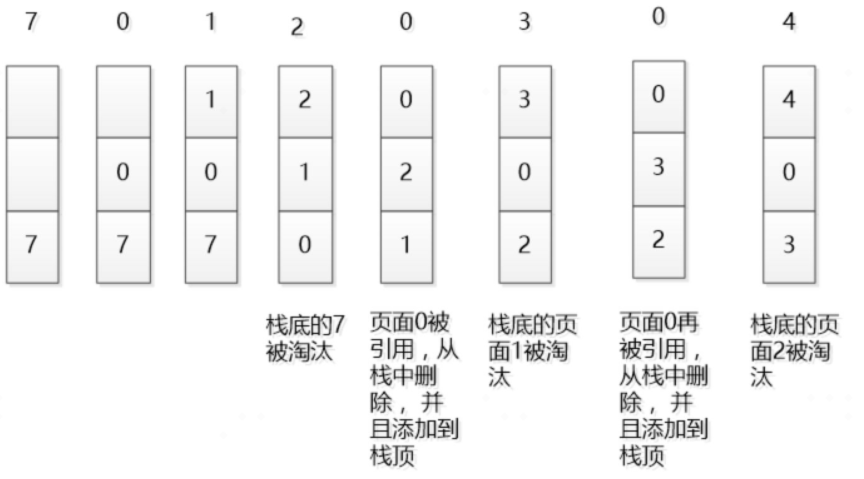 7 0 1 2 0 3 0 4
1 2 0 3 0 4
0 0 1 2 0 3 0
7 7 7 0 1 2 2 3
栈底的7
被淘汰
页面0被
引用，从
栈中删
除， 并
且添加到
栈顶
栈底的页
面1被淘
汰
页面0再
被引用，
从栈中删
除， 并
且添加到
栈顶
栈底的页
面2被淘
汰